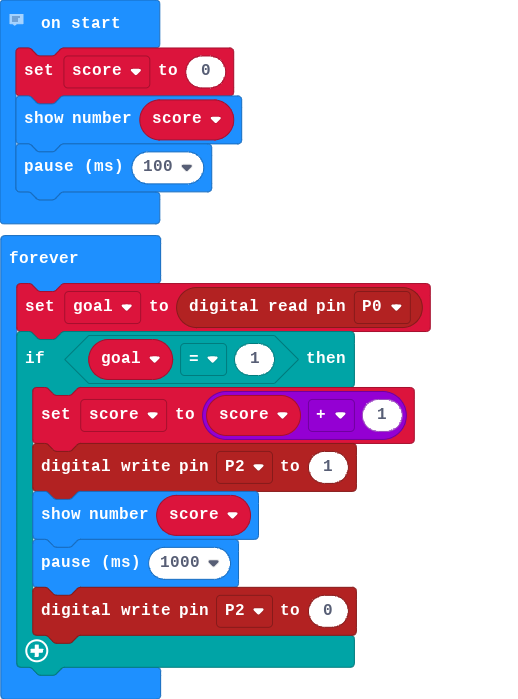 on start
set score to 0
show number score
pause (ms) 100
forever
set goal to digital read pin P0
if goal = 1 then
set score to score + 1
digital write pin P2 to 1
show number score
pause (ms) 1000
digital write pin P2 to 0